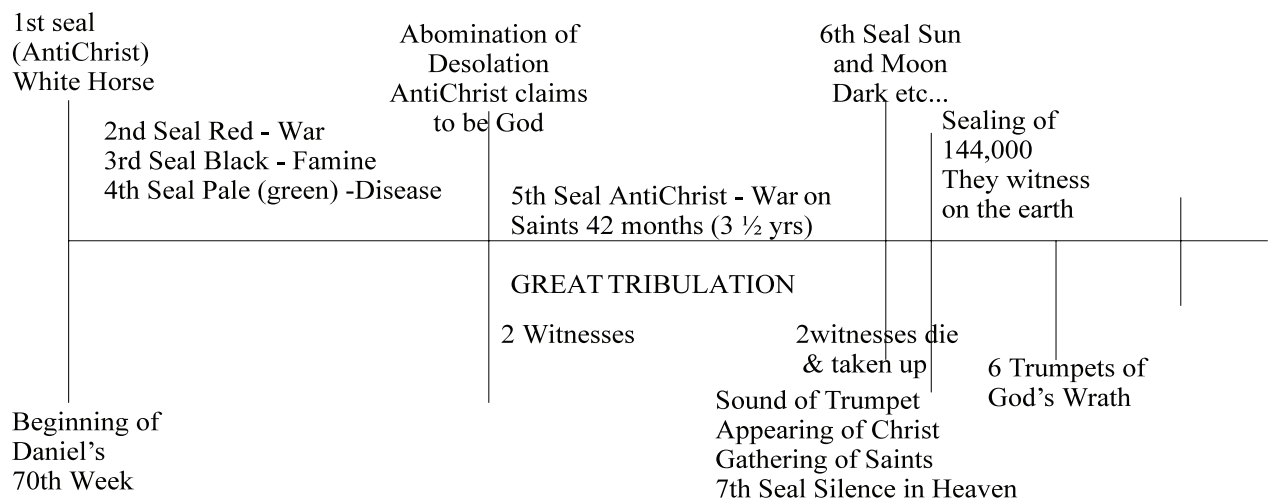 1st seal
(AntiChrist)
White Horse
Abomination of
Desolation
AntiChrist claims
to be God
6th Seal Sun
and Moon
Dark etc...
Sealing of
144,000
They witness
on the earth
2nd Seal Red - War
3rd Seal Black - Famine
4th Seal Pale (green) -Disease
5th Seal AntiChrist - War on
Saints 42 months (3 ½ yrs)
GREAT TRIBULATION
2 Witnesses
2witnesses die
& taken up
6 Trumpets of
God's Wrath
Beginning of
Daniel's
70th Week
Sound of Trumpet
Appearing of Christ
Gathering of Saints
7th Seal Silence in Heaven